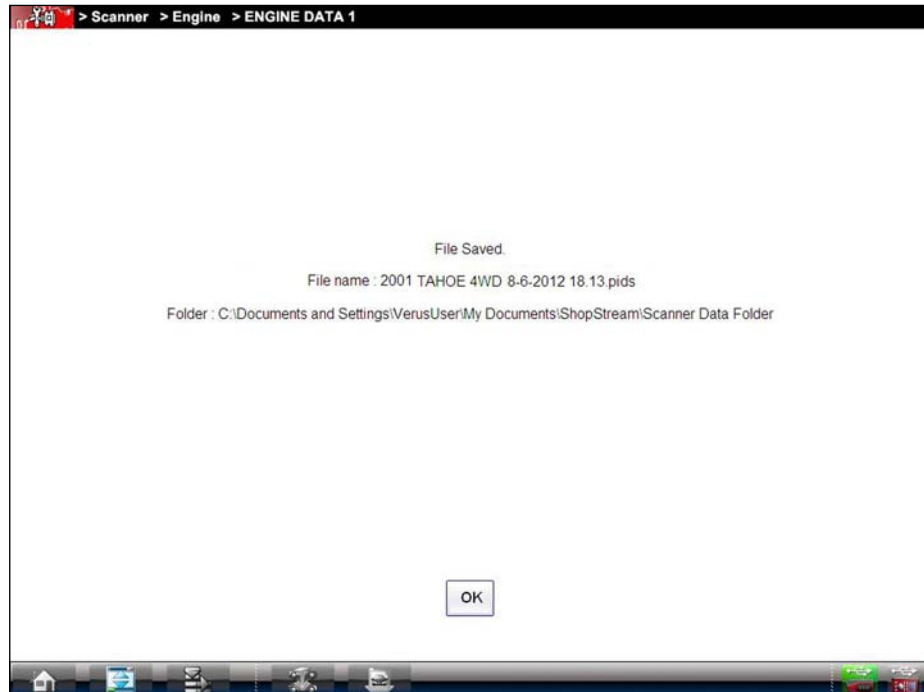 > Scanner > Engine > ENGINE DATA 1
File Saved.
File name : 2001 TAHOE 4WD 8-6-2012 18.13.pids
Folder : C:\Documents and Settings\VerusUser\My Documents\ShopStream\Scanner Data Folder
OK